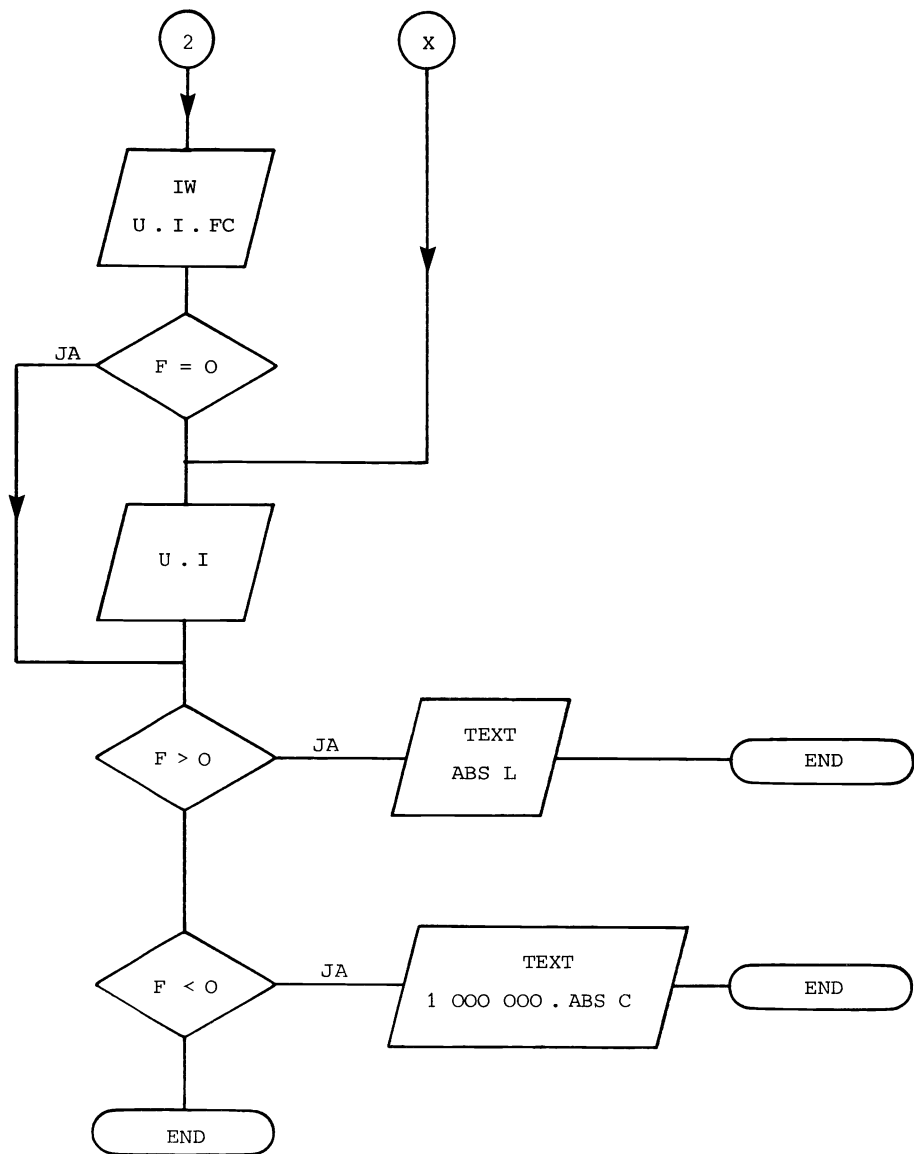 2
X
IW
U . I . FC
JA
F = O
U . I
F > O
JA
TEXT
ABS L
END
F < O
JA
TEXT
1 OOO OOO . ABS C
END
END